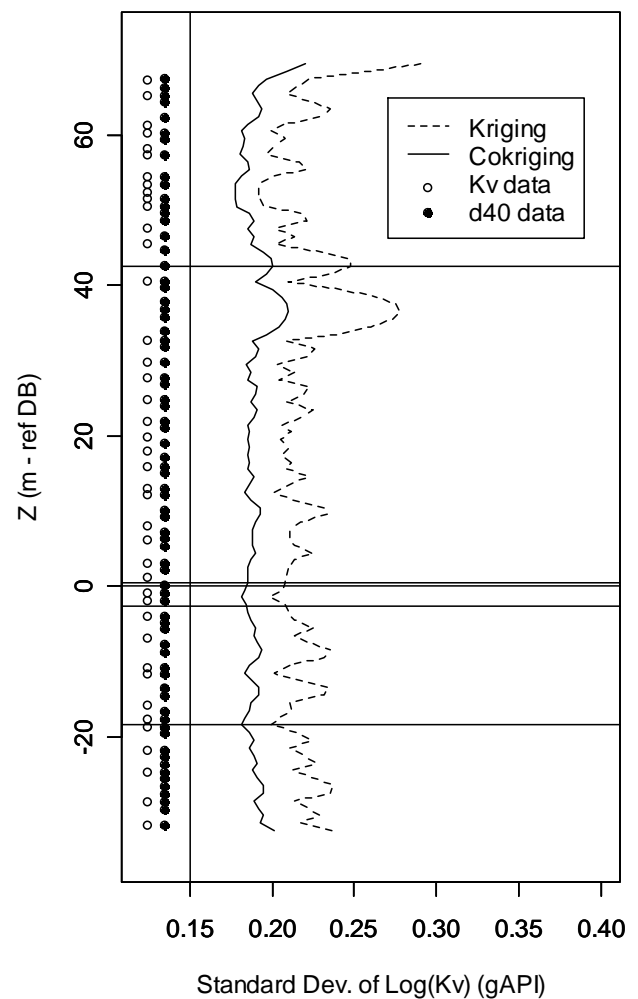 Kriging
Cokriging
Kv data
d40 data
60
40
20
0
-20
Z (m - ref DB)
0.15 0.20 0.25 0.30 0.35 0.40
Standard Dev. of Log(Kv) (gAPI)